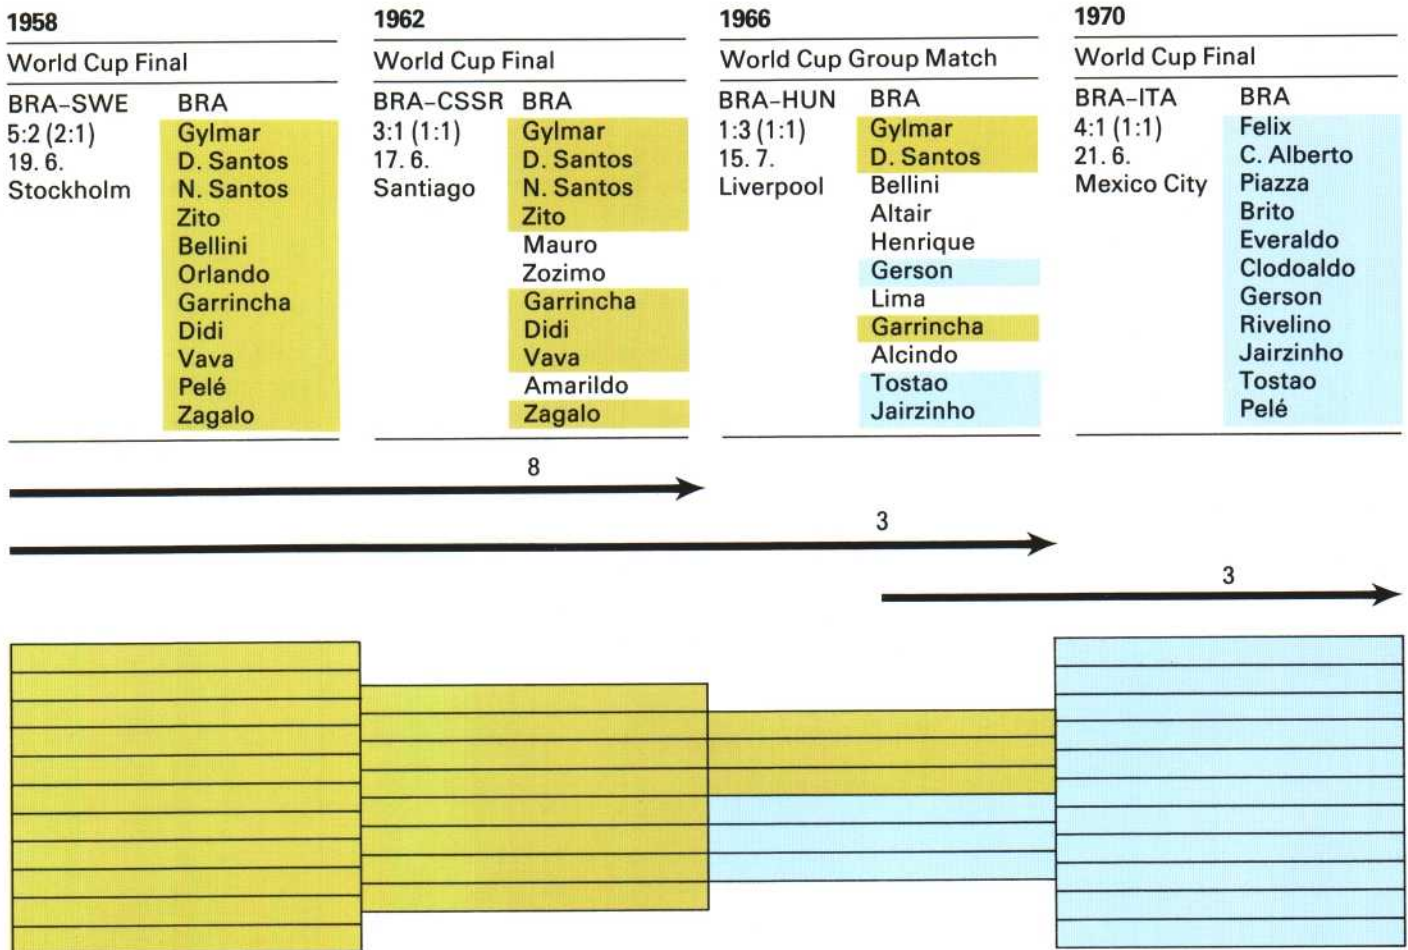 1958
World Cup Final
BRA–SWE BRA
5:2 (2:1) Gylmar
19. 6. D. Santos
Stockholm N. Santos
Zito
Bellini
Orlando
Garrincha
Didi
Vava
Pelé
Zagalo
1962
World Cup Final
BRA–CSSR BRA
3:1 (1:1) Gylmar
17. 6. D. Santos
Santiago N. Santos
Zito
Mauro
Zozimo
Garrincha
Didi
Vava
Amarildo
Zagalo
1966
World Cup Group Match
BRA–HUN BRA
1:3 (1:1) Gylmar
15. 7. D. Santos
Liverpool Bellini
Altair
Henrique
Gerson
Lima
Garrincha
Alcindo
Tostao
Jairzinho
1970
World Cup Final
BRA–ITA BRA
4:1 (1:1) Felix
21. 6. C. Alberto
Mexico City Piazza
Brito
Everaldo
Clodoaldo
Gerson
Rivelino
Jairzinho
Tostao
Pelé
8
3
3